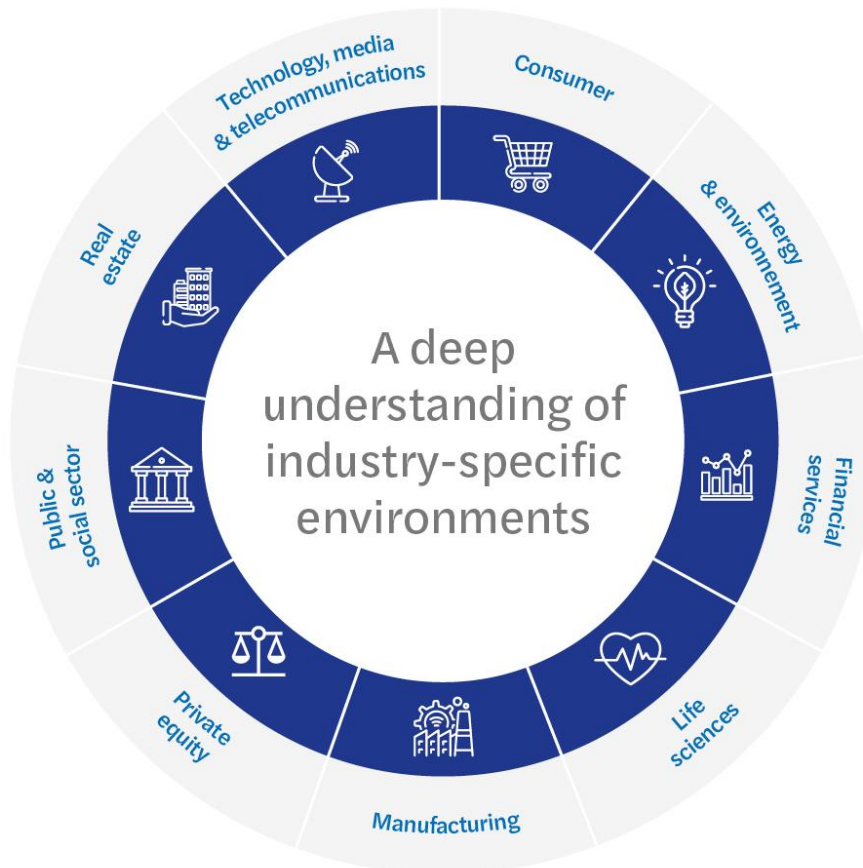 Technology, media
& telecommunications
Consumer
Energy
& environnement
Financial
services
Life
sciences
Manufacturing
Private
equity
Public &
social sector
Real
estate
A deep
understanding of
industry-specific
environments